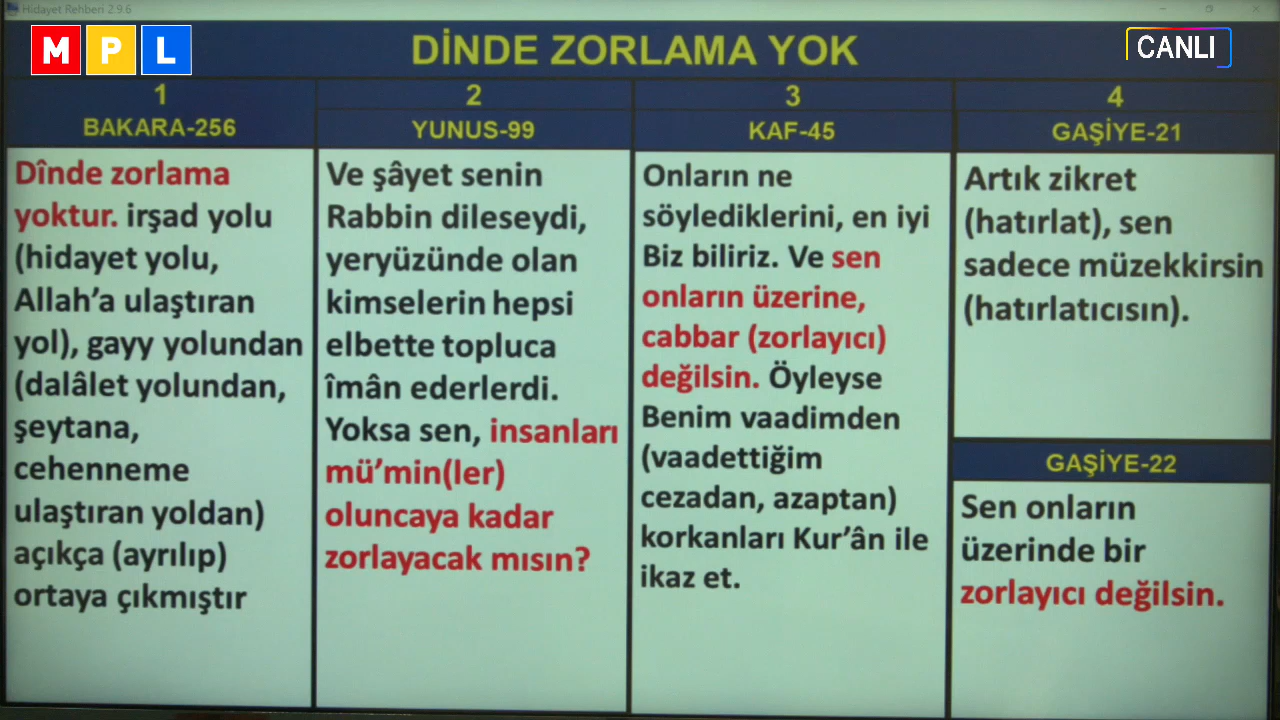 Hidayet Rehberi 2.9.6
MPL
CANLI
DİNDE ZORLAMA YOK
1
BAKARA-256
Dînde zorlama
yoktur. irşad yolu
(hidayet yolu,
Allah’a ulaştıran
yol), gayy yolundan
(dalâlet yolundan,
şeytana,
cehenneme
ulaştıran yoldan)
açıkça (ayrılıp)
ortaya çıkmıştır
2
YUNUS-99
Ve şâyet senin
Rabbin dileseydi,
yeryüzünde olan
kimselerin hepsi
elbette topluca
îmân ederlerdi.
Yoksa sen, insanları
mü’min(ler)
oluncaya kadar
zorlayacak mısın?
3
KAF-45
Onların ne
söylediklerini, en iyi
Biz biliriz. Ve sen
onların üzerine,
cabbar (zorlayıcı)
değilsin. Öyleyse
Benim vaadimden
(vaadettiğim
cezadan, azaptan)
korkanları Kur’ân ile
ikaz et.
4
GAŞİYE-21
Artık zikret
(hatırlat), sen
sadece müzekkirsin
(hatırlatıcısın).
GAŞİYE-22
Sen onların
üzerinde bir
zorlayıcı değilsin.